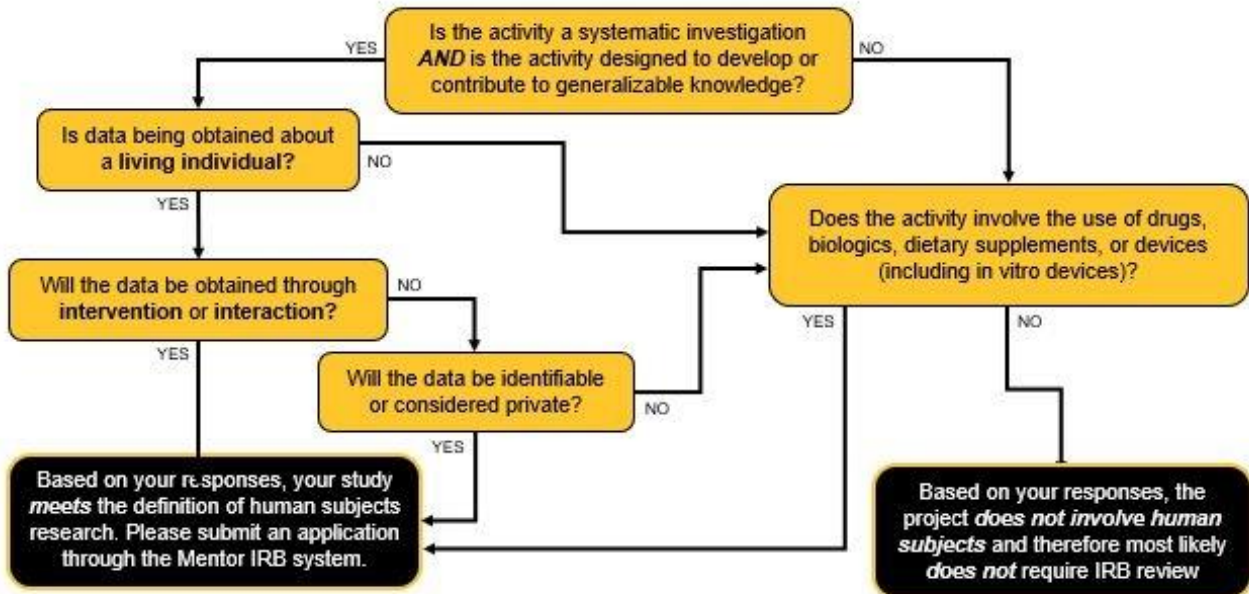 Is the activity a systematic investigation
AND is the activity designed to develop or
contribute to generalizable knowledge?
YES
NO
Is data being obtained about
a living individual?
NO
YES
Does the activity involve the use of drugs,
biologics, dietary supplements, or devices
(including in vitro devices)?
Will the data be obtained through
intervention or interaction?
NO
YES
YES
NO
Will the data be identifiable
or considered private?
NO
YES
Based on your responses, your study
meets the definition of human subjects
research. Please submit an application
through the Mentor IRB system.
Based on your responses, the
project does not involve human
subjects and therefore most likely
does not require IRB review